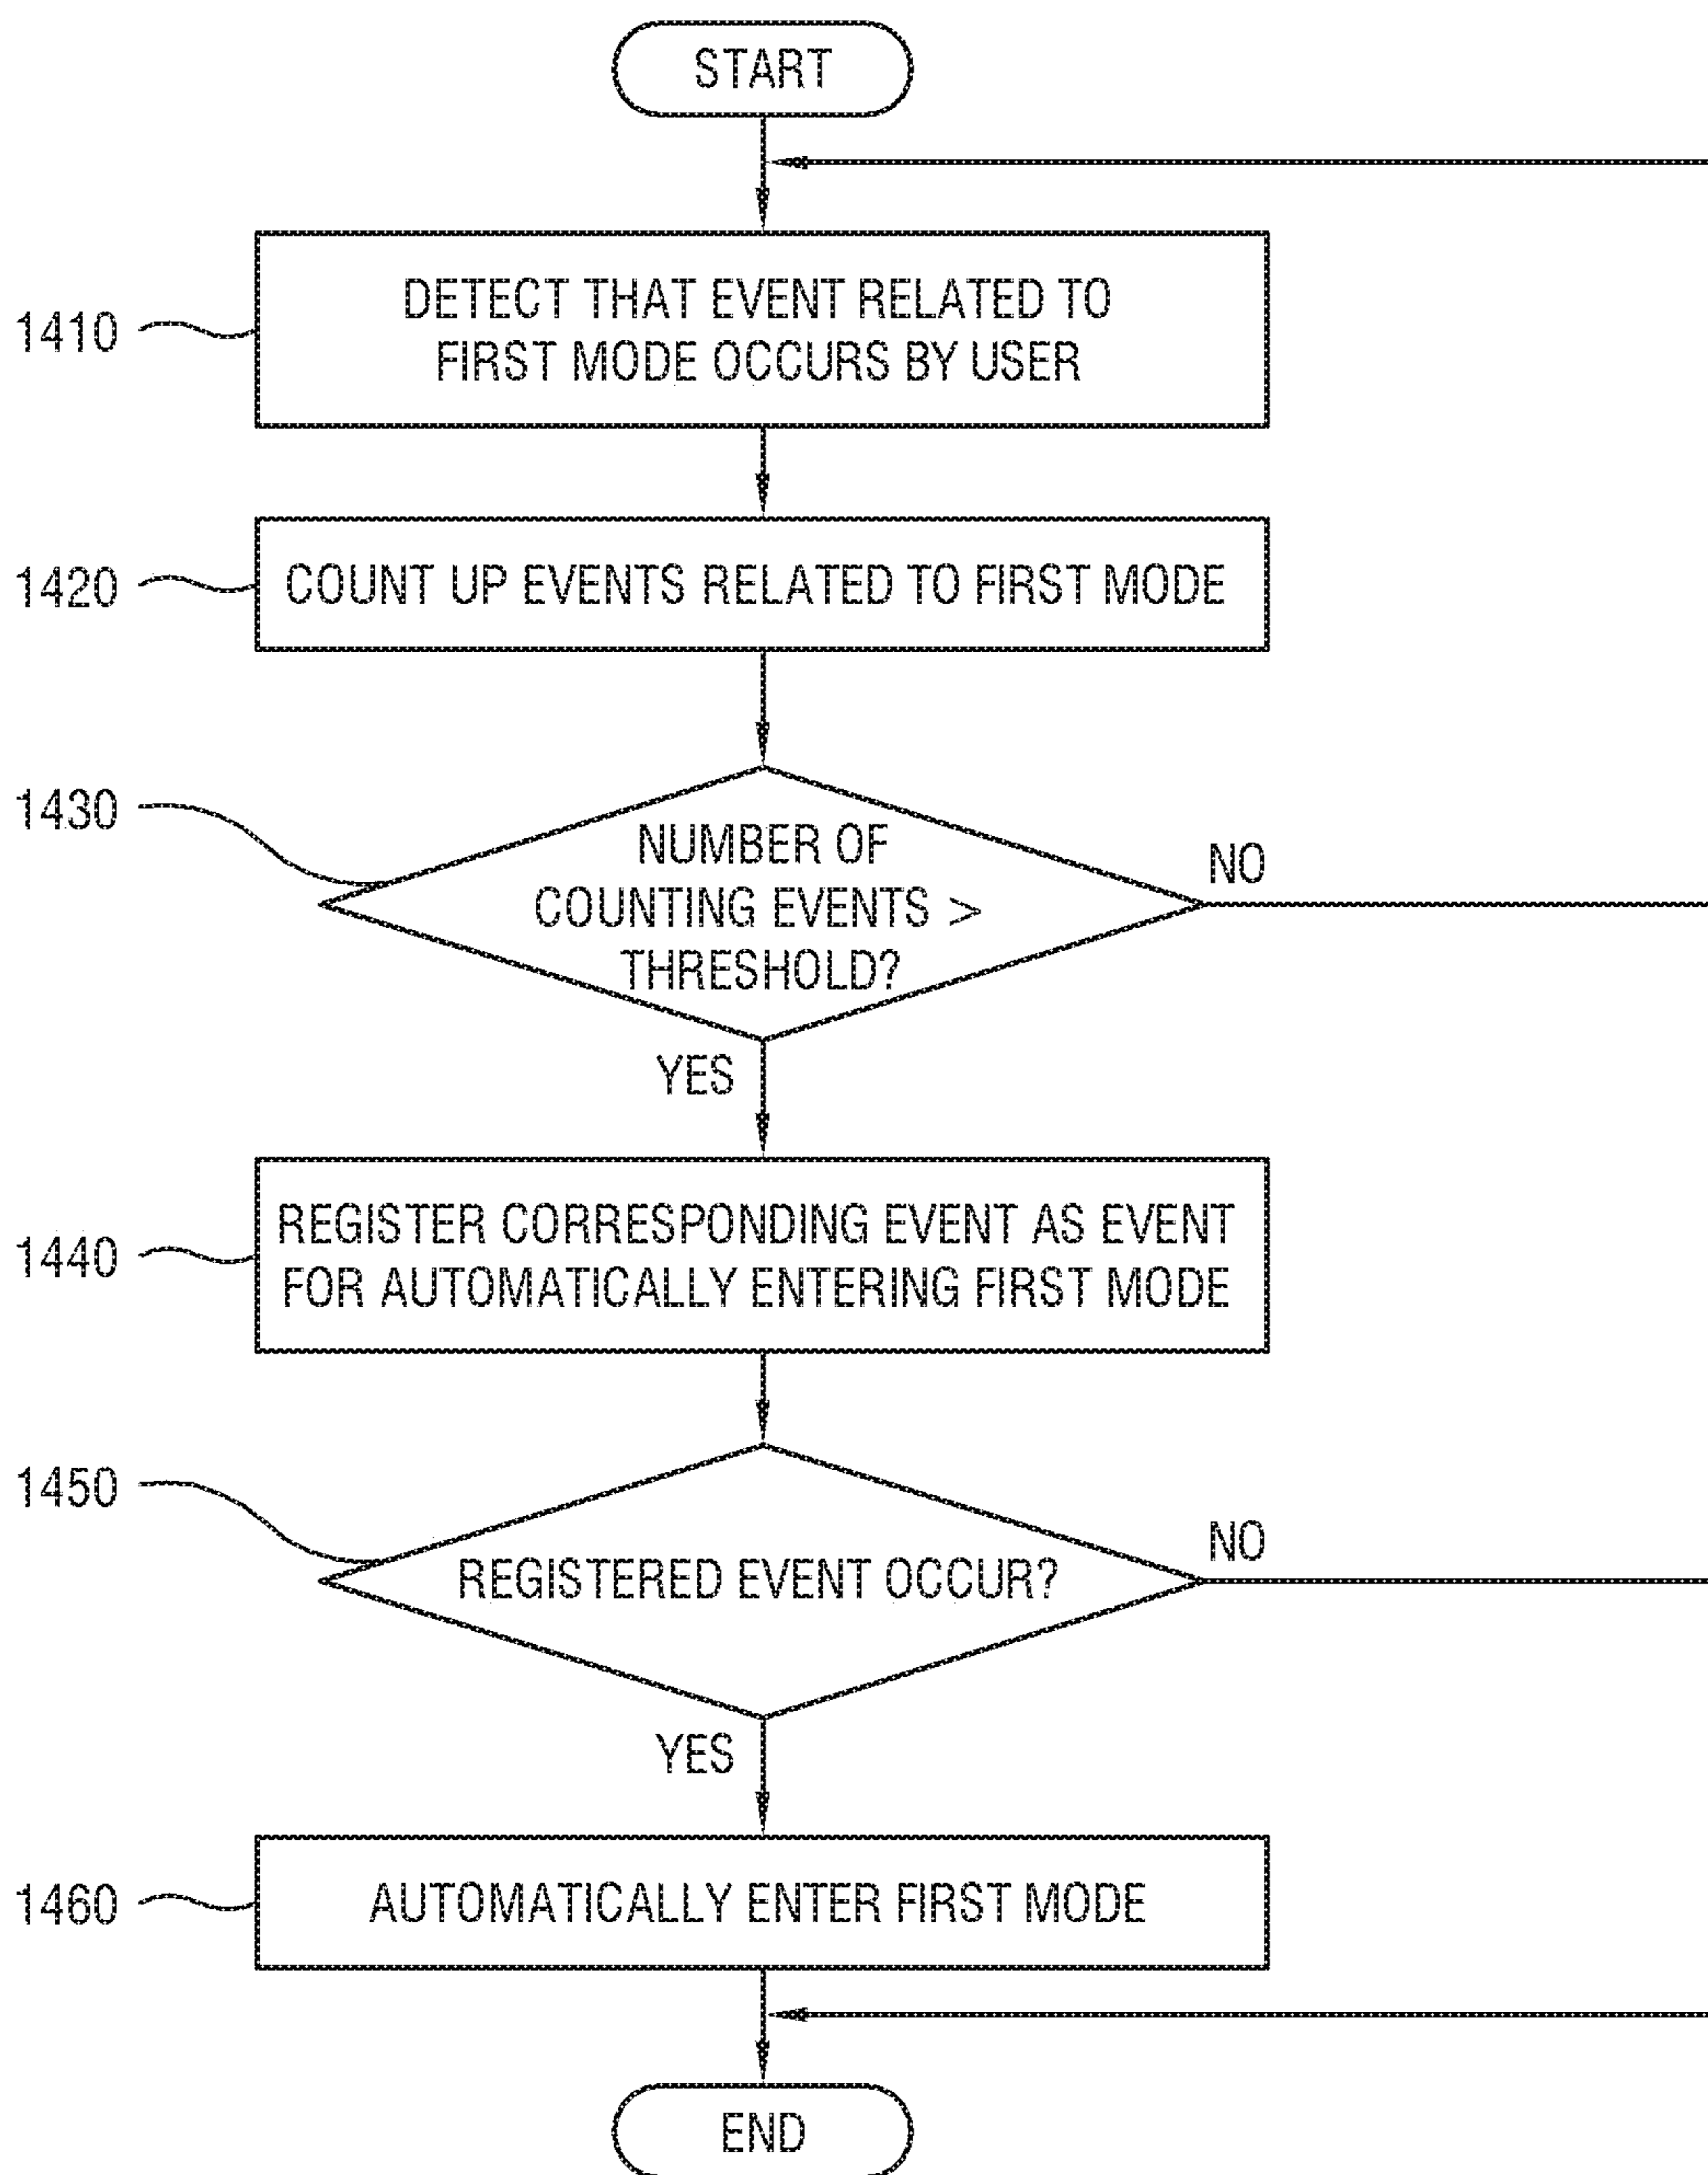 START
1410
DETECT THAT EVENT RELATED TO
FIRST MODE OCCURS BY USER
1420
COUNT UP EVENTS RELATED TO FIRST MODE
1430
NUMBER OF
COUNTING EVENTS >
THRESHOLD?
NO
YES
1440
REGISTER CORRESPONDING EVENT AS EVENT
FOR AUTOMATICALLY ENTERING FIRST MODE
1450
REGISTERED EVENT OCCUR?
NO
YES
1460
AUTOMATICALLY ENTER FIRST MODE
END